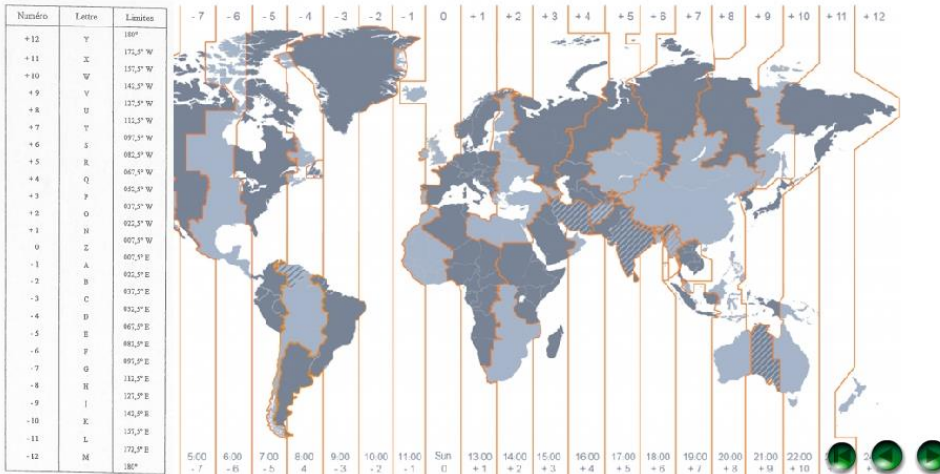 Numéro Lettre Limites
180°
+12 Y
172,5° W
+11 X
157,5° W
+10 W
142,5° W
+9 V
127,5° W
+8 U
112,5° W
+7 T
097,5° W
+6 S
082,5° W
+5 R
067,5° W
+4 Q
052,5° W
+3 P
037,5° W
+2 O
022,5° W
+1 N
007,5° W
0 Z
007,5° E
-1 A
022,5° E
-2 B
037,5° E
-3 C
052,5° E
-4 D
067,5° E
-5 E
082,5° E
-6 F
097,5° E
-7 G
112,5° E
-8 H
127,5° E
-9 I
142,5° E
-10 K
157,5° E
-11 L
172,5° E
-12 M
180°
-7 -6 -5 -4 -3 -2 -1 0 +1 +2 +3 +4 +5 +6 +7 +8 +9 +10 +11 +12
5:00 6:00 7:00 8:00 9:00 10:00 11:00 Sun 13:00 14:00 15:00 16:00 17:00 18:00 19:00 20:00 21:00 22:00
-7 -6 -5 4 -3 -2 -1 0 +1 +2 +3 +4 +5 +6 +7 +8 +9 +10